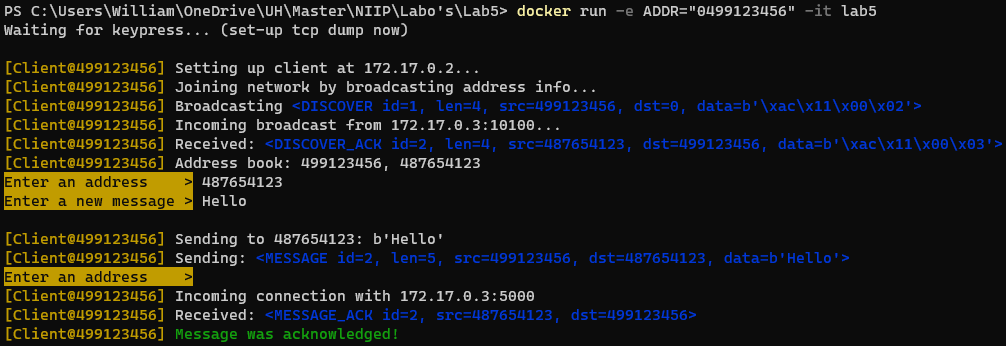 PS C:\Users\William\OneDrive\UH\Master\NIIP\Labo's\Lab5> docker run -e ADDR="0499123456" -it lab5
Waiting for keypress... (set-up tcp dump now)
[Client@499123456] Setting up client at 172.17.0.2...
[Client@499123456] Joining network by broadcasting address info...
[Client@499123456] Broadcasting <DISCOVER id=1, len=4, src=499123456, dst=0, data=b'\xac\x11\x00\x02'>
[Client@499123456] Incoming broadcast from 172.17.0.3:10100...
[Client@499123456] Received: <DISCOVER_ACK id=2, len=4, src=487654123, dst=499123456, data=b'\xac\x11\x00\x03'>
[Client@499123456] Address book: 499123456, 487654123
Enter an address    > 487654123
Enter a new message > Hello
[Client@499123456] Sending to 487654123: b'Hello'
[Client@499123456] Sending: <MESSAGE id=2, len=5, src=499123456, dst=487654123, data=b'Hello'>
Enter an address    >
[Client@499123456] Incoming connection with 172.17.0.3:5000
[Client@499123456] Received: <MESSAGE_ACK id=2, src=487654123, dst=499123456>
[Client@499123456] Message was acknowledged!